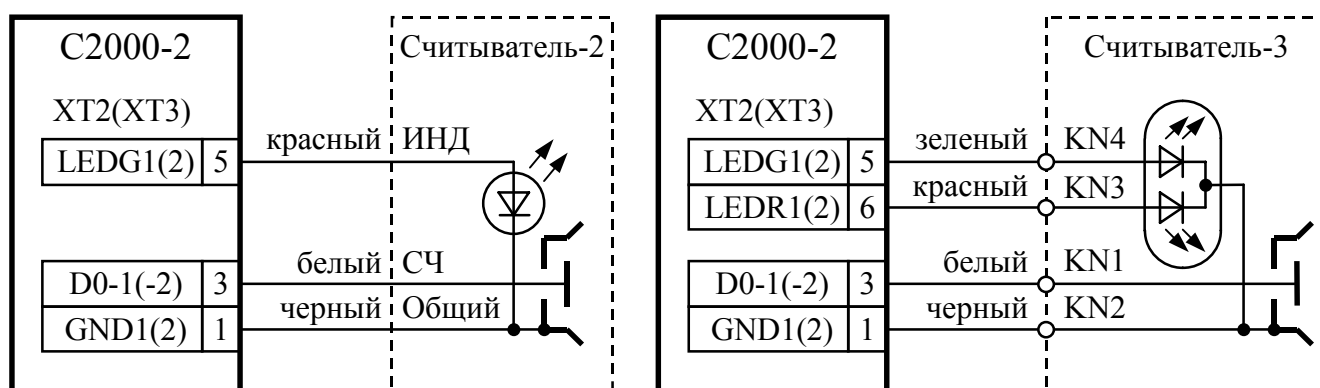 С2000-2
Считыватель-2
XT2(XT3)
красный ИНД
LEDG1(2) 5
белый СЧ
D0-1(-2) 3
черный Общий
GND1(2) 1
С2000-2
Считыватель-3
XT2(XT3)
зеленый KN4
LEDG1(2) 5
красный KN3
LEDR1(2) 6
белый KN1
D0-1(-2) 3
черный KN2
GND1(2) 1